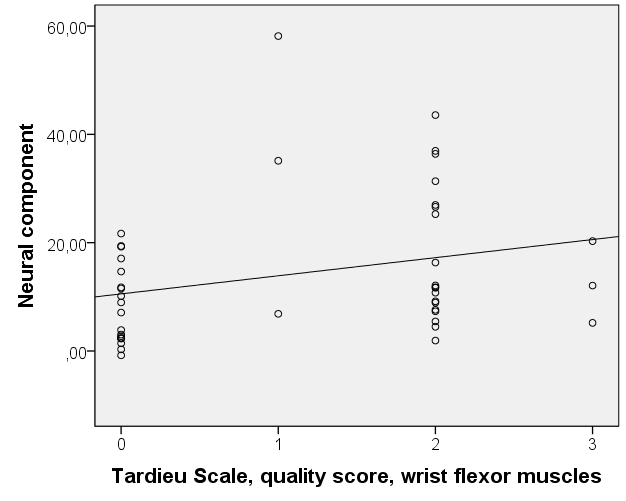 60,00
40,00
20,00
,00
Neural component
0 1 2 3
Tardieu Scale, quality score, wrist flexor muscles